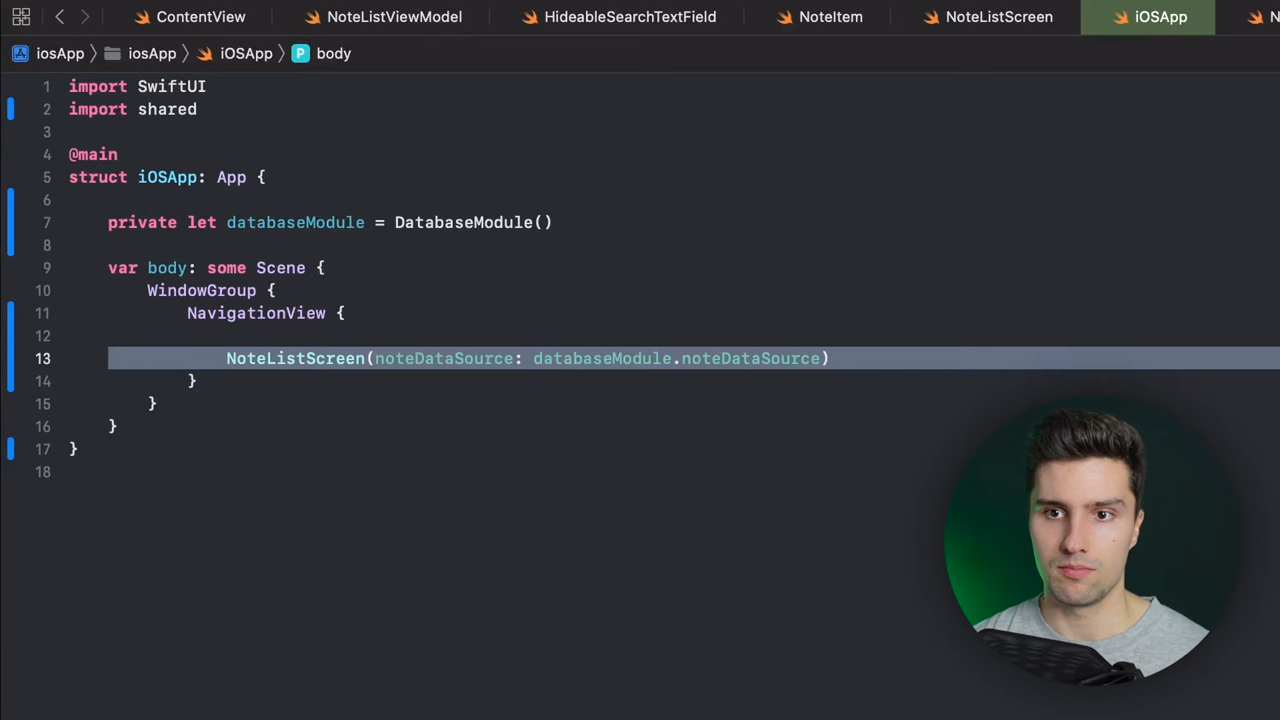 ContentView NoteListViewModel HideableSearchTextField NoteItem NoteListScreen iOSApp N
iosApp iosApp iOSApp P body
1 import SwiftUI
2 import shared
3
4 @main
5 struct iOSApp: App {
6
7 private let databaseModule = DatabaseModule()
8
9 var body: some Scene {
10 WindowGroup {
11 NavigationView {
12
13 NoteListScreen(noteDataSource: databaseModule.noteDataSource)
14 }
15 }
16 }
17 }
18